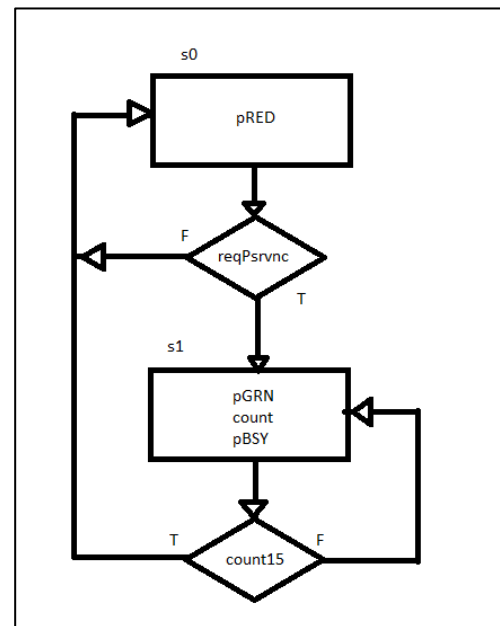 s0
pRED
F
reqPsrvnc
T
s1
pGRN
count
pBSY
T
F
count15